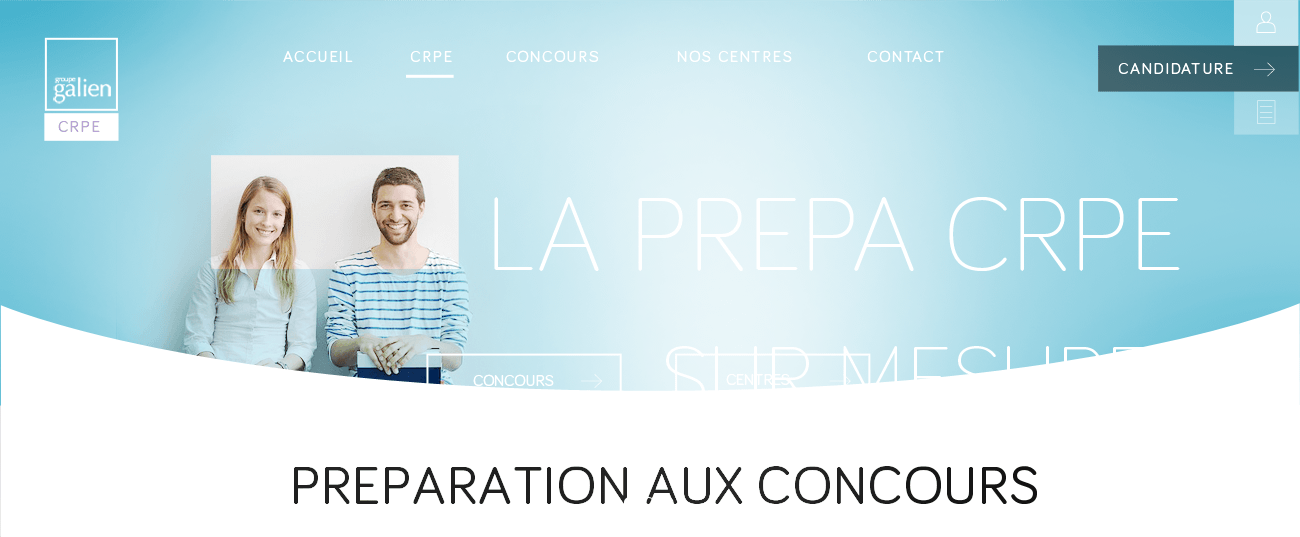 ACCUEIL CRPE CONCOURS NOS CENTRES CONTACT
CANDIDATURE
groupe
galien
CRPE
LA PREPA CRPE
SUR MESURE
CONCOURS
CENTRES
PREPARATION AUX CONCOURS